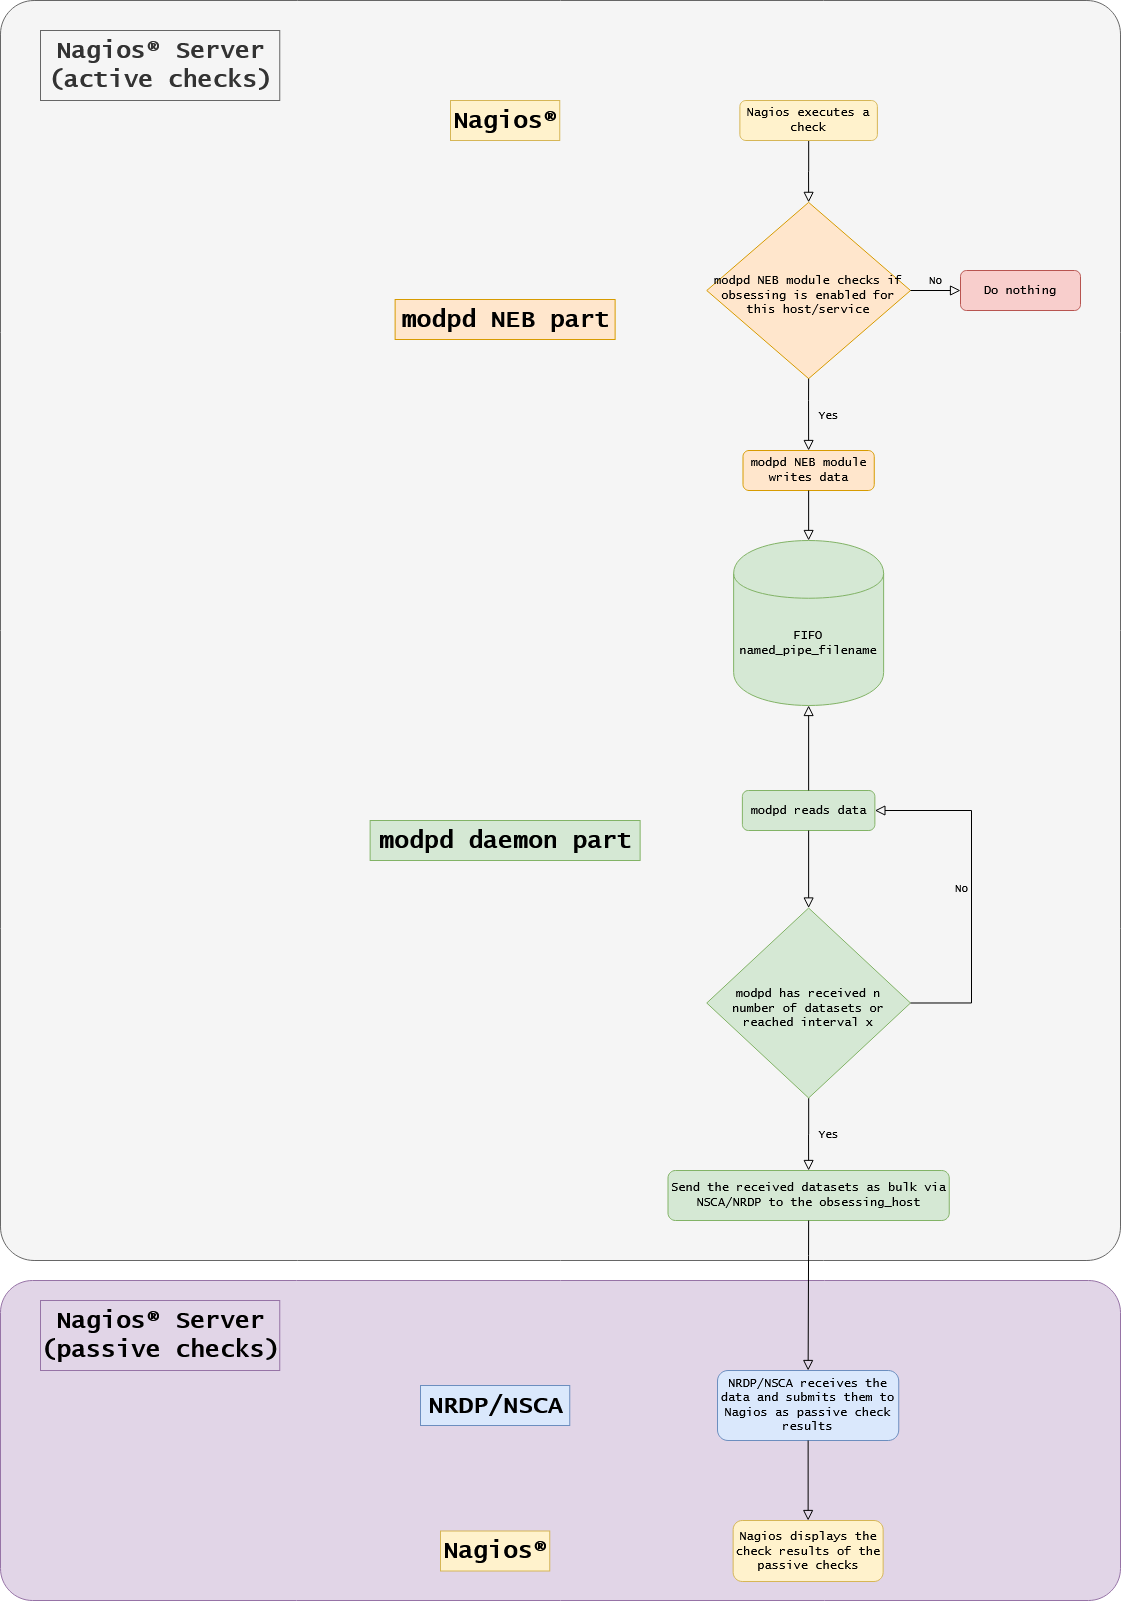 Nagios® Server
(active checks)
Nagios®
Nagios executes a
check
modpd NEB module checks if
obsessing is enabled for
this host/service
No
Do nothing
modpd NEB part
Yes
modpd NEB module
writes data
FIFO
named_pipe_filename
modpd reads data
modpd daemon part
No
modpd has received n
number of datasets or
reached interval x
Yes
Send the received datasets as bulk via
NSCA/NRDP to the obsessing_host
Nagios® Server
(passive checks)
NRDP/NSCA
NRDP/NSCA receives the
data and submits them to
Nagios as passive check
results
Nagios®
Nagios displays the
check results of the
passive checks